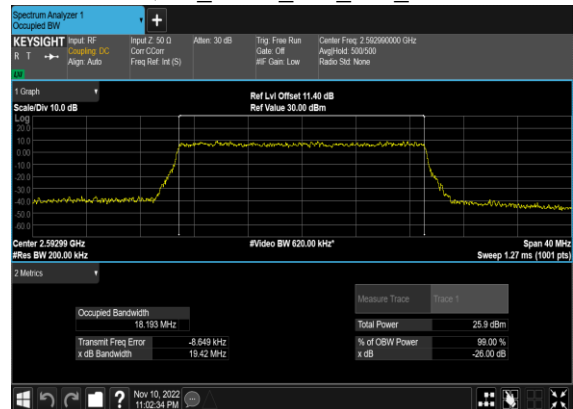 Spectrum Analyzer 1
Occupied BW
KEYSIGHT Input: RF Input Z: 50 Ω Atten: 30 dB Trig: Free Run Center Freq: 2.592990000 GHz
R T Coupling: DC Corr CCorr Gate: Off Avg|Hold: 500/500
Align: Auto Freq Ref: Int (S) #IF Gain: Low Radio Std: None
1 Graph
Ref Lvl Offset 11.40 dB
Scale/Div 10.0 dB Ref Value 30.00 dBm
Log
20.0
10.0
0.00
-10.0
-20.0
-30.0
-40.0
-50.0
-60.0
Center 2.59299 GHz #Video BW 620.00 kHz* Span 40 MHz
#Res BW 200.00 kHz Sweep 1.27 ms (1001 pts)
2 Metrics
Measure Trace Trace 1
Occupied Bandwidth
18.193 MHz Total Power 25.9 dBm
Transmit Freq Error -8.649 kHz % of OBW Power 99.00 %
x dB Bandwidth 19.42 MHz x dB -26.00 dB
? Nov 10, 2022
11:02:34 PM